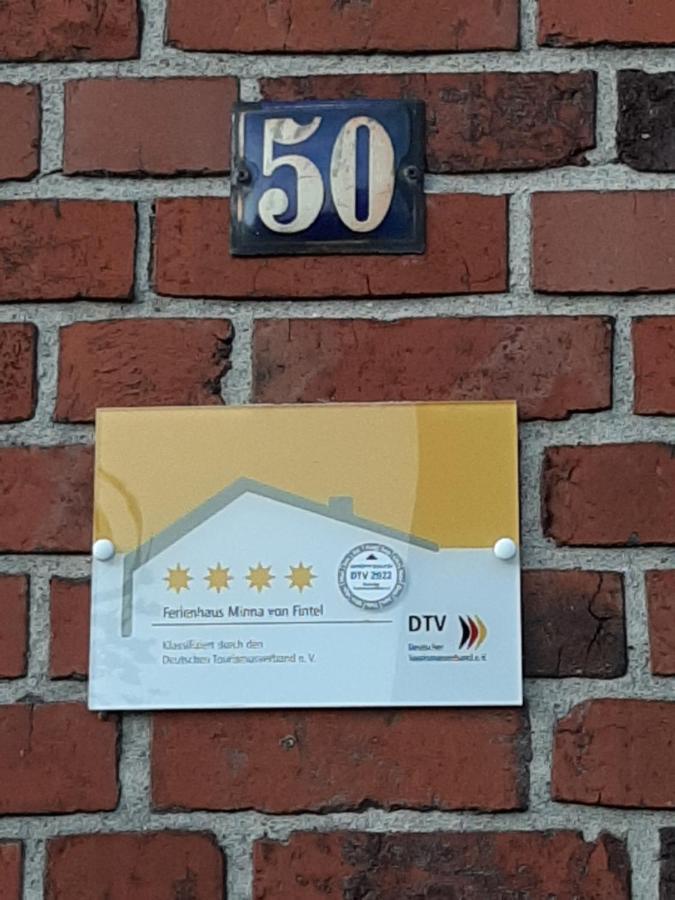 50
DTV 2022
Ferienhaus Minna von Fintel
Klassifiziert durch den
Deutschen Tourismusverband e. V.
DTV
Deutscher
Tourismusverband e.V.